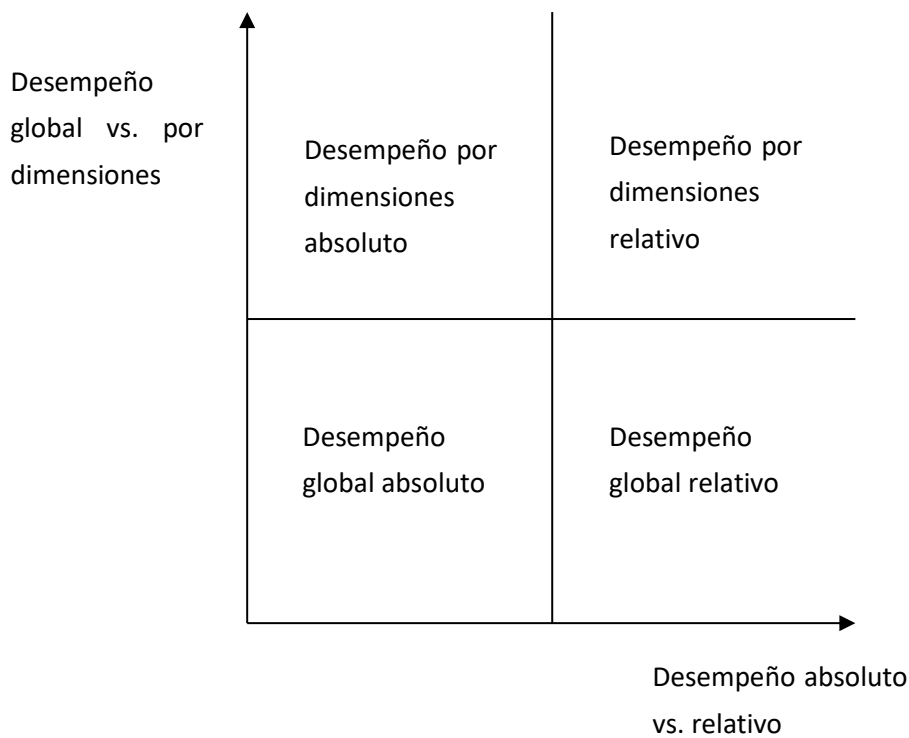 Desempeño
global vs. por
dimensiones
Desempeño por
dimensiones
absoluto
Desempeño por
dimensiones
relativo
Desempeño
global absoluto
Desempeño
global relativo
Desempeño absoluto
vs. relativo